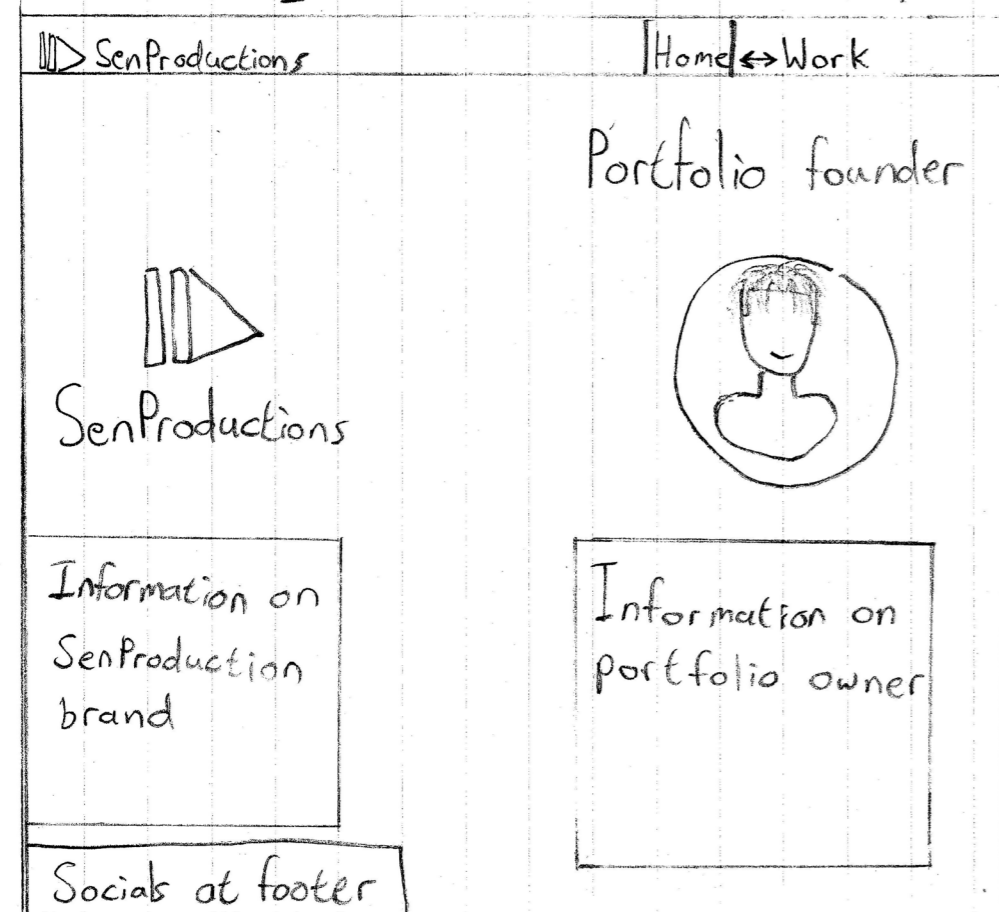 SenProductions
Home ↔ Work
Portfolio founder
SenProductions
Information on
SenProduction
brand
Information on
portfolio owner
Socials at footer